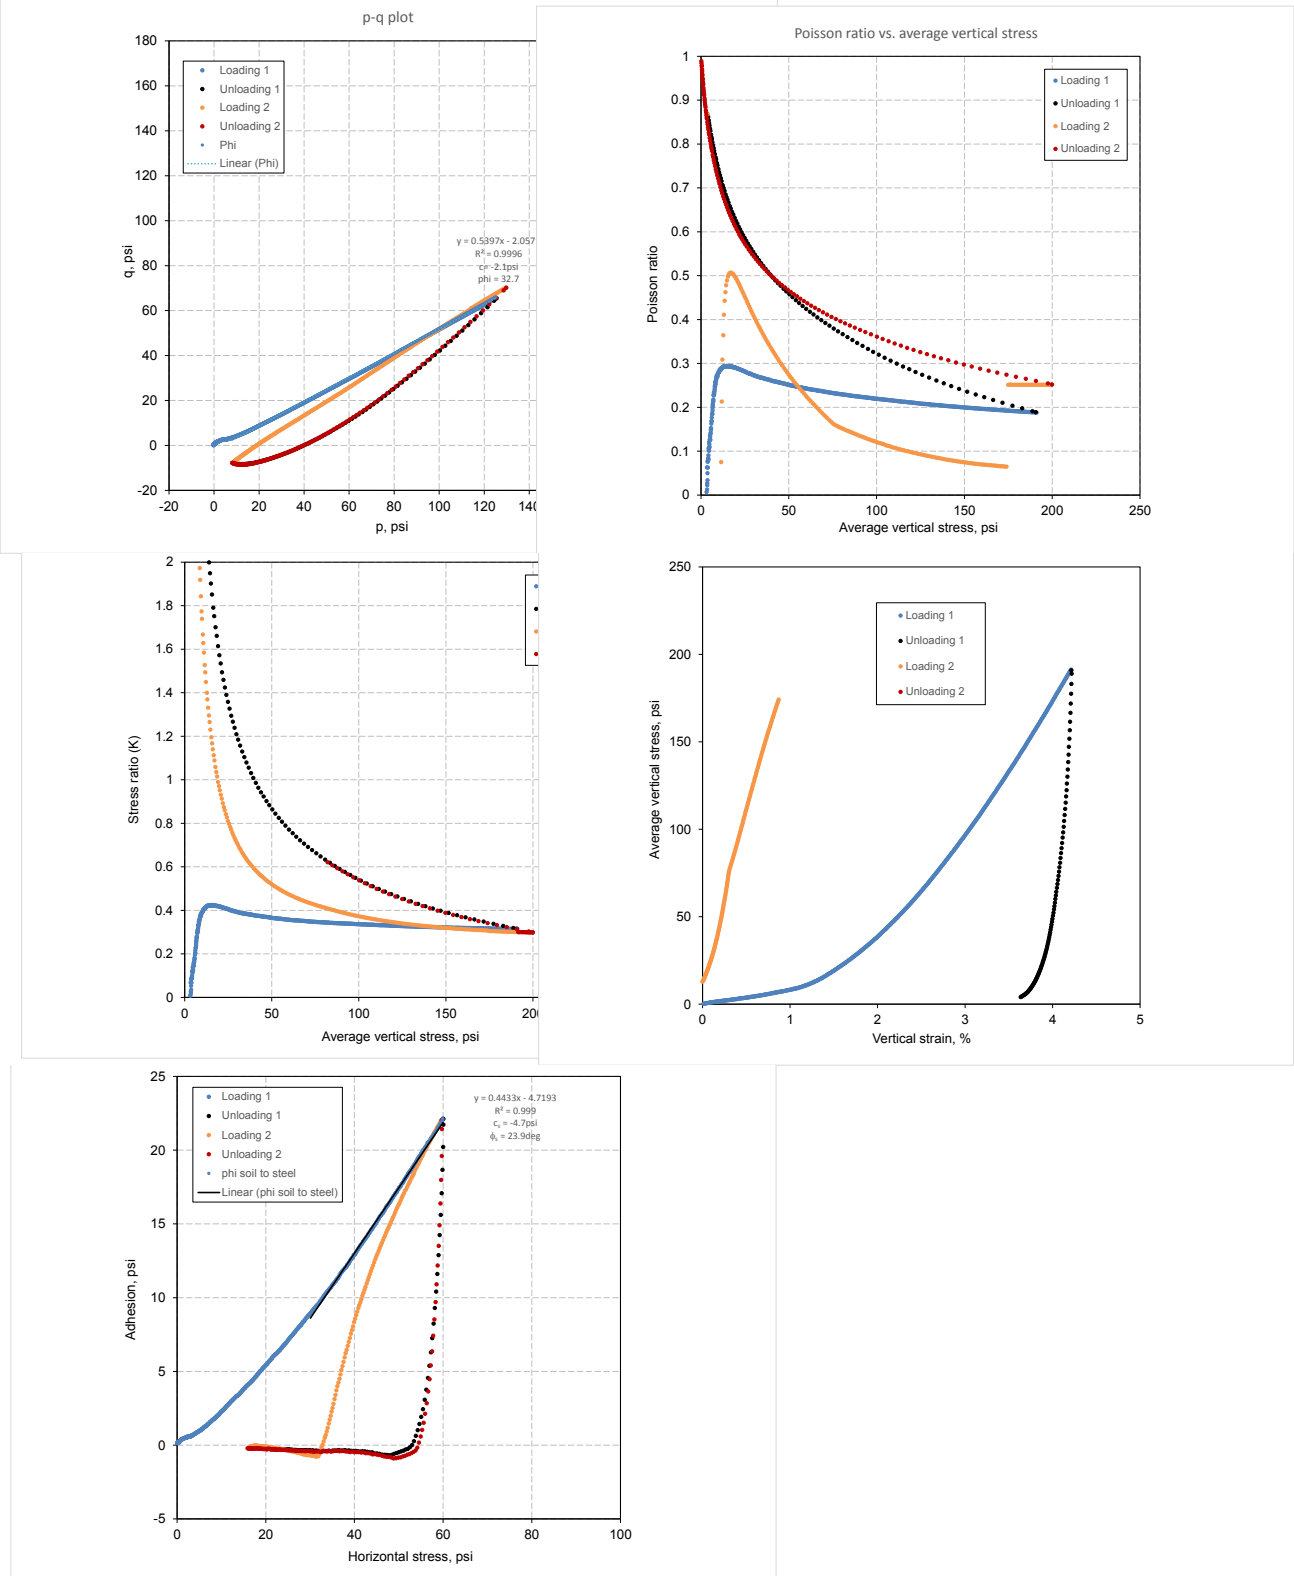 p-q plot
180
160
140
120
100
80
60
40
20
0
-20
q, psi
Loading 1
Unloading 1
Loading 2
Unloading 2
Phi
Linear (Phi)
y = 0.5397x - 2.057
R² = 0.9996
c= -2.1psi
phi = 32.7
-20 0 20 40 60 80 100 120 140
p, psi
Poisson ratio vs. average vertical stress
1
0.9
0.8
0.7
0.6
0.5
0.4
0.3
0.2
0.1
0
Poisson ratio
Loading 1
Unloading 1
Loading 2
Unloading 2
0 50 100 150 200 250
Average vertical stress, psi
2
1.8
1.6
1.4
1.2
1
0.8
0.6
0.4
0.2
0
Stress ratio (K)
0 50 100 150 200
Average vertical stress, psi
250
200
150
100
50
0
Average vertical stress, psi
Loading 1
Unloading 1
Loading 2
Unloading 2
0 1 2 3 4 5
Vertical strain, %
25
20
15
10
5
0
-5
Adhesion, psi
Loading 1
Unloading 1
Loading 2
Unloading 2
phi soil to steel
Linear (phi soil to steel)
y = 0.4433x - 4.7193
R² = 0.999
cₛ = -4.7psi
ϕₛ = 23.9deg
0 20 40 60 80 100
Horizontal stress, psi